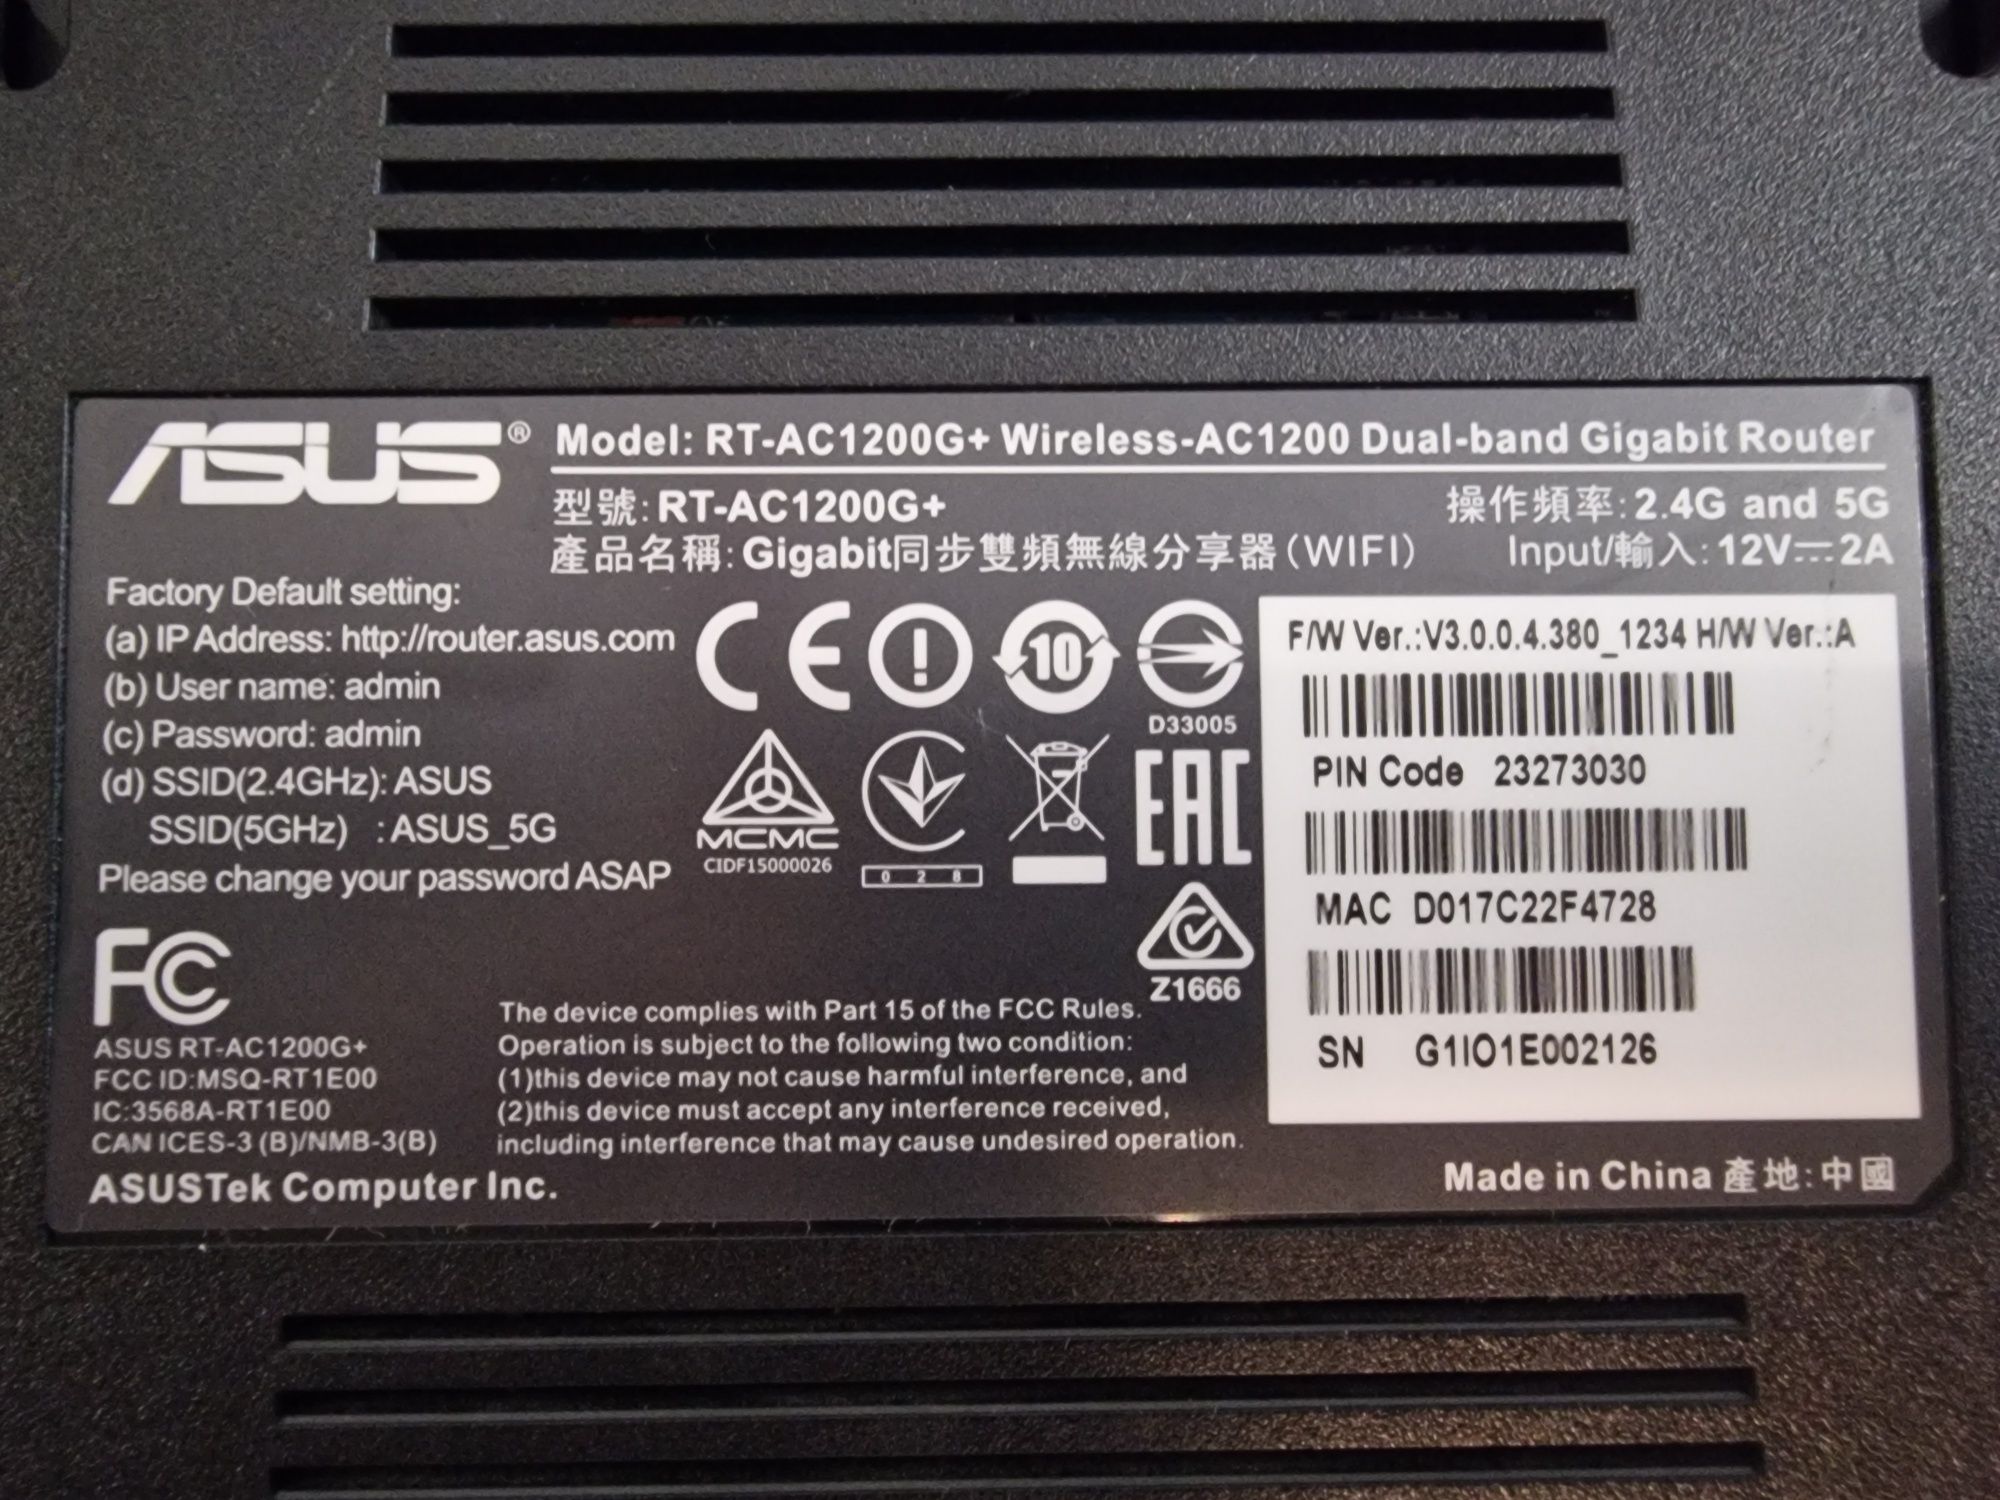 ASUS® Model: RT-AC1200G+ Wireless-AC1200 Dual-band Gigabit Router
型號: RT-AC1200G+ 操作頻率: 2.4G and 5G
產品名稱: Gigabit同步雙頻無線分享器(WIFI) Input/輸入: 12V⎓2A
Factory Default setting:
(a) IP Address: http://router.asus.com
(b) User name: admin
(c) Password: admin
(d) SSID(2.4GHz): ASUS
SSID(5GHz) : ASUS_5G
Please change your password ASAP
CE
10
D33005
MCMC
CIDF15000026
028
EAC
Z1666
F/W Ver.:V3.0.0.4.380_1234 H/W Ver.:A
PIN Code 23273030
MAC D017C22F4728
SN G1IO1E002126
FC
ASUS RT-AC1200G+
FCC ID:MSQ-RT1E00
IC:3568A-RT1E00
CAN ICES-3 (B)/NMB-3(B)
ASUSTek Computer Inc.
The device complies with Part 15 of the FCC Rules.
Operation is subject to the following two condition:
(1)this device may not cause harmful interference, and
(2)this device must accept any interference received,
including interference that may cause undesired operation.
Made in China 產地:中國